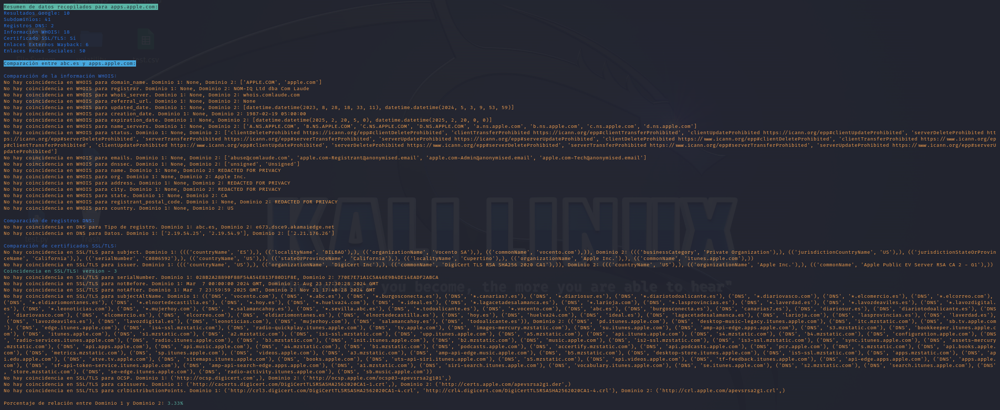 Resumen de datos recopilados para apps.apple.com:
Resultados Google: 10
Subdominios: 41
Registros DNS: 2
Información WHOIS: 18
Certificado SSL/TLS: Sí
Enlaces Externos Wayback: 6
Enlaces Redes Sociales: 50
test.csv
Comparación entre abc.es y apps.apple.com:
Comparación de la información WHOIS:
No hay coincidencia en WHOIS para domain_name. Dominio 1: None, Dominio 2: ['APPLE.COM', 'apple.com']
No hay coincidencia en WHOIS para registrar. Dominio 1: None, Dominio 2: NOM-IQ Ltd dba Com Laude
No hay coincidencia en WHOIS para whois_server. Dominio 1: None, Dominio 2: whois.comlaude.com
No hay coincidencia en WHOIS para referral_url. Dominio 1: None, Dominio 2: None
No hay coincidencia en WHOIS para updated_date. Dominio 1: None, Dominio 2: [datetime.datetime(2023, 8, 28, 18, 33, 11), datetime.datetime(2024, 5, 3, 9, 53, 59)]
No hay coincidencia en WHOIS para creation_date. Dominio 1: None, Dominio 2: 1987-02-19 05:00:00
No hay coincidencia en WHOIS para expiration_date. Dominio 1: None, Dominio 2: [datetime.datetime(2025, 2, 20, 5, 0), datetime.datetime(2025, 2, 20, 0, 0)]
No hay coincidencia en WHOIS para name_servers. Dominio 1: None, Dominio 2: ['A.NS.APPLE.COM', 'B.NS.APPLE.COM', 'C.NS.APPLE.COM', 'D.NS.APPLE.COM', 'a.ns.apple.com', 'b.ns.apple.com', 'c.ns.apple.com', 'd.ns.apple.com']
No hay coincidencia en WHOIS para status. Dominio 1: None, Dominio 2: ['clientDeleteProhibited https://icann.org/epp#clientDeleteProhibited', 'clientTransferProhibited https://icann.org/epp#clientTransferProhibited', 'clientUpdateProhibited https://icann.org/epp#clientUpdateProhibited', 'serverDeleteProhibited htt
ps://icann.org/epp#serverDeleteProhibited', 'serverTransferProhibited https://icann.org/epp#serverTransferProhibited', 'serverUpdateProhibited https://icann.org/epp#serverUpdateProhibited', 'clientDeleteProhibited https://www.icann.org/epp#clientDeleteProhibited', 'clientTransferProhibited https://www.icann.org/ep
p#clientTransferProhibited', 'clientUpdateProhibited https://www.icann.org/epp#clientUpdateProhibited', 'serverDeleteProhibited https://www.icann.org/epp#serverDeleteProhibited', 'serverTransferProhibited https://www.icann.org/epp#serverTransferProhibited', 'serverUpdateProhibited https://www.icann.org/epp#serverU
pdateProhibited']
No hay coincidencia en WHOIS para emails. Dominio 1: None, Dominio 2: ['abuse@comlaude.com', 'apple.com-Registrant@anonymised.email', 'apple.com-Admin@anonymised.email', 'apple.com-Tech@anonymised.email']
No hay coincidencia en WHOIS para dnssec. Dominio 1: None, Dominio 2: ['unsigned', 'Unsigned']
No hay coincidencia en WHOIS para name. Dominio 1: None, Dominio 2: REDACTED FOR PRIVACY
No hay coincidencia en WHOIS para org. Dominio 1: None, Dominio 2: Apple Inc.
No hay coincidencia en WHOIS para address. Dominio 1: None, Dominio 2: REDACTED FOR PRIVACY
No hay coincidencia en WHOIS para city. Dominio 1: None, Dominio 2: REDACTED FOR PRIVACY
No hay coincidencia en WHOIS para state. Dominio 1: None, Dominio 2: CA
No hay coincidencia en WHOIS para registrant_postal_code. Dominio 1: None, Dominio 2: REDACTED FOR PRIVACY
No hay coincidencia en WHOIS para country. Dominio 1: None, Dominio 2: US
KALI LINUX
Comparación de registros DNS:
No hay coincidencia en DNS para Tipo de registro. Dominio 1: abc.es, Dominio 2: e673.dsce9.akamaiedge.net
No hay coincidencia en DNS para Datos. Dominio 1: ['2.19.54.25', '2.19.54.9'], Dominio 2: ['2.21.176.26']
test.py
Trash
Comparación de certificados SSL/TLS:
No hay coincidencia en SSL/TLS para subject. Dominio 1: ((('countryName', 'ES'),), (('localityName', 'BILBAO'),), (('organizationName', 'Vocento SA'),), (('commonName', 'vocento.com'),)), Dominio 2: ((('businessCategory', 'Private Organization'),), (('jurisdictionCountryName', 'US'),), (('jurisdictionStateOrProvin
ceName', 'California'),), (('serialNumber', 'C0806592'),), (('countryName', 'US'),), (('stateOrProvinceName', 'California'),), (('localityName', 'Cupertino'),), (('organizationName', 'Apple Inc.'),), (('commonName', 'itunes.apple.com'),))
No hay coincidencia en SSL/TLS para issuer. Dominio 1: ((('countryName', 'US'),), (('organizationName', 'DigiCert Inc'),), (('commonName', 'DigiCert TLS RSA SHA256 2020 CA1'),)), Dominio 2: ((('countryName', 'US'),), (('organizationName', 'Apple Inc.'),), (('commonName', 'Apple Public EV Server RSA CA 2 - G1'),))
Coincidencia en SSL/TLS: version - 3
No hay coincidencia en SSL/TLS para serialNumber. Dominio 1: 028B2A28890F88F54A54E813F80D1F8E, Dominio 2: 770E7E71A1C5A46E9B4DE14EADF2ABCA
No hay coincidencia en SSL/TLS para notBefore. Dominio 1: Mar  7 00:00:00 2024 GMT, Dominio 2: Aug 23 17:30:28 2024 GMT
No hay coincidencia en SSL/TLS para notAfter. Dominio 1: Mar  7 23:59:59 2025 GMT, Dominio 2: Nov 21 17:40:28 2024 GMT
you become, the more you are able to hear"
No hay coincidencia en SSL/TLS para subjectAltName. Dominio 1: (('DNS', 'vocento.com'), ('DNS', '*.abc.es'), ('DNS', '*.burgosconecta.es'), ('DNS', '*.canarias7.es'), ('DNS', '*.diariosur.es'), ('DNS', '*.diariotodoalicante.es'), ('DNS', '*.diariovasco.com'), ('DNS', '*.elcomercio.es'), ('DNS', '*.elcorreo.com'),
('DNS', '*.eldiariomontanes.es'), ('DNS', '*.elnortedecastilla.es'), ('DNS', '*.hoy.es'), ('DNS', '*.huelva24.com'), ('DNS', '*.ideal.es'), ('DNS', '*.lagacetadesalamanca.es'), ('DNS', '*.larioja.com'), ('DNS', '*.lasprovincias.es'), ('DNS', '*.laverdad.es'), ('DNS', '*.lavozdeaviles.es'), ('DNS', '*.lavozdigital.
es'), ('DNS', '*.leonoticias.com'), ('DNS', '*.mujerhoy.com'), ('DNS', '*.salamancahoy.es'), ('DNS', '*.sevilla.abc.es'), ('DNS', '*.todoalicante.es'), ('DNS', '*.vocento.com'), ('DNS', 'abc.es'), ('DNS', 'burgosconecta.es'), ('DNS', 'canarias7.es'), ('DNS', 'diariosur.es'), ('DNS', 'diariotodoalicante.es'), ('DNS
', 'diariovasco.com'), ('DNS', 'elcomercio.es'), ('DNS', 'elcorreo.com'), ('DNS', 'eldiariomontanes.es'), ('DNS', 'elnortedecastilla.es'), ('DNS', 'hoy.es'), ('DNS', 'huelva24.com'), ('DNS', 'ideal.es'), ('DNS', 'lagacetadesalamanca.es'), ('DNS', 'larioja.com'), ('DNS', 'lasprovincias.es'), ('DNS', 'laverdad.es'),
('DNS', 'lavozdeaviles.es'), ('DNS', 'lavozdigital.es'), ('DNS', 'leonoticias.com'), ('DNS', 'mujerhoy.com'), ('DNS', 'salamancahoy.es'), ('DNS', 'todoalicante.es')), Dominio 2: (('DNS', 'pd.itunes.apple.com'), ('DNS', 'se.itunes.apple.com'), ('DNS', 'itc.mzstatic.com'), ('DNS', 'sb.tv.apple.com
'), ('DNS', 'edge.itunes.apple.com'), ('DNS', 'is4-ssl.mzstatic.com'), ('DNS', 'radio-quickplay.itunes.apple.com'), ('DNS', 'tv.apple.com'), ('DNS', 'images-mercury.mzstatic.com'), ('DNS', 'su.itunes.apple.com'), ('DNS', 'amp-api-edge.apps.apple.com'), ('DNS', 's3.mzstatic.com'), ('DNS', 'bookkeeper.itunes.apple.c
om'), ('DNS', 'itunes.apple.com'), ('DNS', 's1.mzstatic.com'), ('DNS', 'a2.mzstatic.com'), ('DNS', 'is1-ssl.mzstatic.com'), ('DNS', 'upp.itunes.apple.com'), ('DNS', 'a5.mzstatic.com'), ('DNS', 'api.itunes.apple.com'), ('DNS', 's4.mzstatic.com'), ('DNS', 'b4.mzstatic.com'), ('DNS', 'configuration.apple.com'), ('DNS
', 'radio-services.itunes.apple.com'), ('DNS', 'radio.itunes.apple.com'), ('DNS', 'b3.mzstatic.com'), ('DNS', 'init.itunes.apple.com'), ('DNS', 'b2.mzstatic.com'), ('DNS', 'music.apple.com'), ('DNS', 'is2-ssl.mzstatic.com'), ('DNS', 'is3-ssl.mzstatic.com'), ('DNS', 'sync.itunes.apple.com'), ('DNS', 'assets-mercury
.mzstatic.com'), ('DNS', 'api.apps.apple.com'), ('DNS', 'api.music.apple.com'), ('DNS', 'a4.mzstatic.com'), ('DNS', 'b1.mzstatic.com'), ('DNS', 'podcasts.apple.com'), ('DNS', 'accertify.mzstatic.com'), ('DNS', 'api.podcasts.apple.com'), ('DNS', 'pcr.apple.com'), ('DNS', 's.mzstatic.com'), ('DNS', 'api.books.apple.
com'), ('DNS', 'metrics.mzstatic.com'), ('DNS', 'sp.itunes.apple.com'), ('DNS', 'videos.apple.com'), ('DNS', 'a3.mzstatic.com'), ('DNS', 'amp-api-edge.music.apple.com'), ('DNS', 'b5.mzstatic.com'), ('DNS', 'desktop-store.itunes.apple.com'), ('DNS', 'is5-ssl.mzstatic.com'), ('DNS', 'apps.mzstatic.com'), ('DNS', 'ap
i.edu.apple.com'), ('DNS', 'atve.tv.apple.com'), ('DNS', 'sitemaps.itunes.apple.com'), ('DNS', 'books.apple.com'), ('DNS', 'uts-api-siri.itunes.apple.com'), ('DNS', 's5.mzstatic.com'), ('DNS', 'api.videos.apple.com'), ('DNS', 'tf-feedback.itunes.apple.com'), ('DNS', 'api-edge.apps.apple.com'), ('DNS', 'apps.apple.
com'), ('DNS', 'sf-api-token-service.itunes.apple.com'), ('DNS', 'amp-api-search-edge.apps.apple.com'), ('DNS', 'a1.mzstatic.com'), ('DNS', 'siri-search.itunes.apple.com'), ('DNS', 'vocabulary.itunes.apple.com'), ('DNS', 's2.mzstatic.com'), ('DNS', 'search.itunes.apple.com'), ('DNS'
, 'store.mzstatic.com'), ('DNS', 'se-edge.itunes.apple.com'), ('DNS', 'radio-activity.itunes.apple.com'), ('DNS', 'sb.music.apple.com'))
No hay coincidencia en SSL/TLS para OCSP. Dominio 1: ('http://ocsp.digicert.com',), Dominio 2: ('http://ocsp.apple.com/ocsp03-apevsrsa2g101',)
No hay coincidencia en SSL/TLS para caIssuers. Dominio 1: ('http://cacerts.digicert.com/DigiCertTLSRSASHA2562020CA1-1.crt',), Dominio 2: ('http://certs.apple.com/apevsrsa2g1.der',)
No hay coincidencia en SSL/TLS para crlDistributionPoints. Dominio 1: ('http://crl3.digicert.com/DigiCertTLSRSASHA2562020CA1-4.crl', 'http://crl4.digicert.com/DigiCertTLSRSASHA2562020CA1-4.crl'), Dominio 2: ('http://crl.apple.com/apevsrsa2g1.crl',)
Porcentaje de relación entre Dominio 1 y Dominio 2: 3.33%